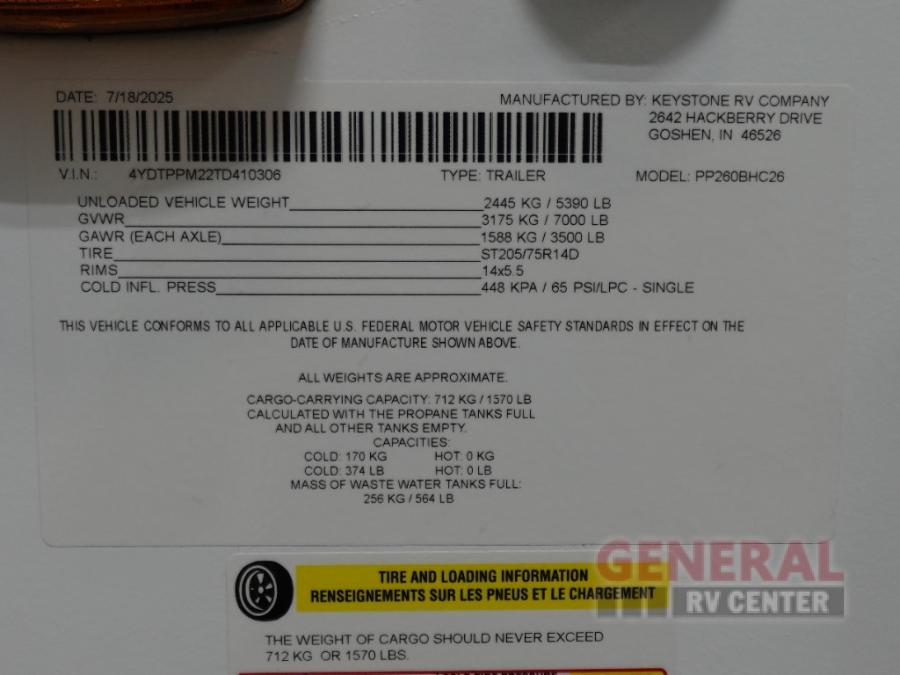 DATE: 7/18/2025
MANUFACTURED BY: KEYSTONE RV COMPANY
2642 HACKBERRY DRIVE
GOSHEN, IN 46526
V.I.N.: 4YDTPPM22TD410306 TYPE: TRAILER MODEL: PP260BHC26
UNLOADED VEHICLE WEIGHT 2445 KG / 5390 LB
GVWR 3175 KG / 7000 LB
GAWR (EACH AXLE) 1588 KG / 3500 LB
TIRE ST205/75R14D
RIMS 14x5.5
COLD INFL. PRESS 448 KPA / 65 PSI/LPC - SINGLE
THIS VEHICLE CONFORMS TO ALL APPLICABLE U.S. FEDERAL MOTOR VEHICLE SAFETY STANDARDS IN EFFECT ON THE
DATE OF MANUFACTURE SHOWN ABOVE.
ALL WEIGHTS ARE APPROXIMATE.
CARGO-CARRYING CAPACITY: 712 KG / 1570 LB
CALCULATED WITH THE PROPANE TANKS FULL
AND ALL OTHER TANKS EMPTY.
CAPACITIES:
COLD: 170 KG HOT: 0 KG
COLD: 374 LB HOT: 0 LB
MASS OF WASTE WATER TANKS FULL:
256 KG / 564 LB
TIRE AND LOADING INFORMATION
RENSEIGNEMENTS SUR LES PNEUS ET LE CHARGEMENT
THE WEIGHT OF CARGO SHOULD NEVER EXCEED
712 KG OR 1570 LBS.
GENERAL
RV CENTER